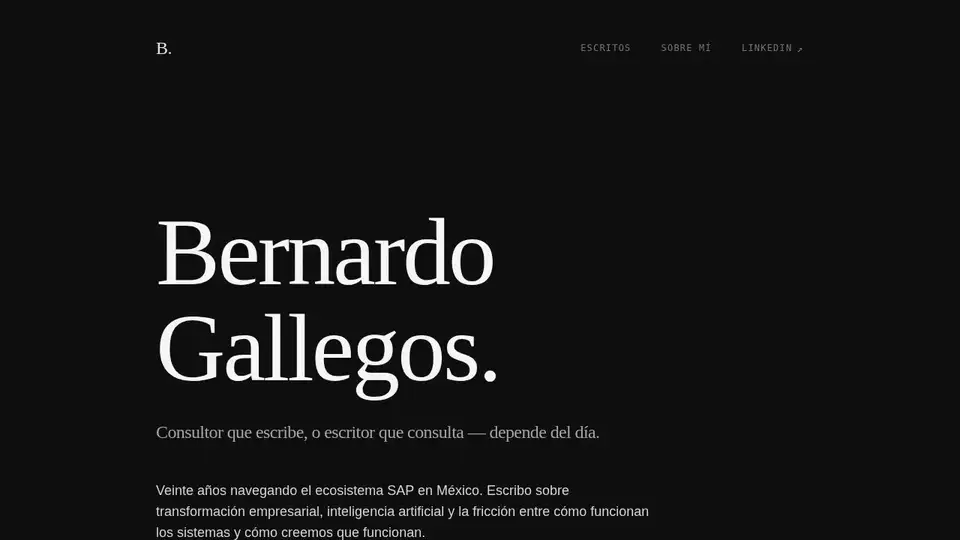 B.
ESCRITOS SOBRE MÍ LINKEDIN ↗
Bernardo
Gallegos.
Consultor que escribe, o escritor que consulta — depende del día.
Veinte años navegando el ecosistema SAP en México. Escribo sobre
transformación empresarial, inteligencia artificial y la fricción entre cómo funcionan
los sistemas y cómo creemos que funcionan.